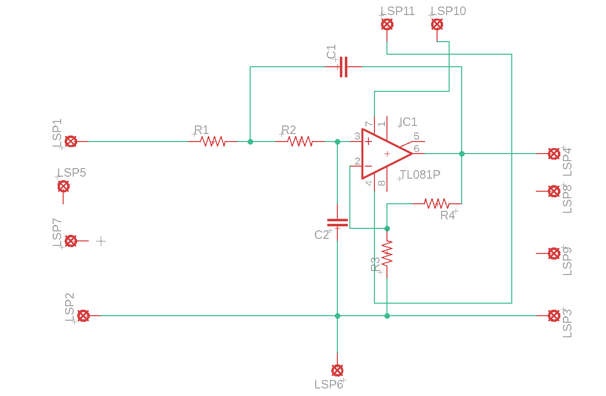 LSP11
LSP10
C1
LSP1
R1
R2
7
1
IC1
3
5
6
2
TL081P
4
8
LSP4
LSP5
LSP8
R4
LSP7
C2
R3
LSP9
LSP2
LSP3
LSP6